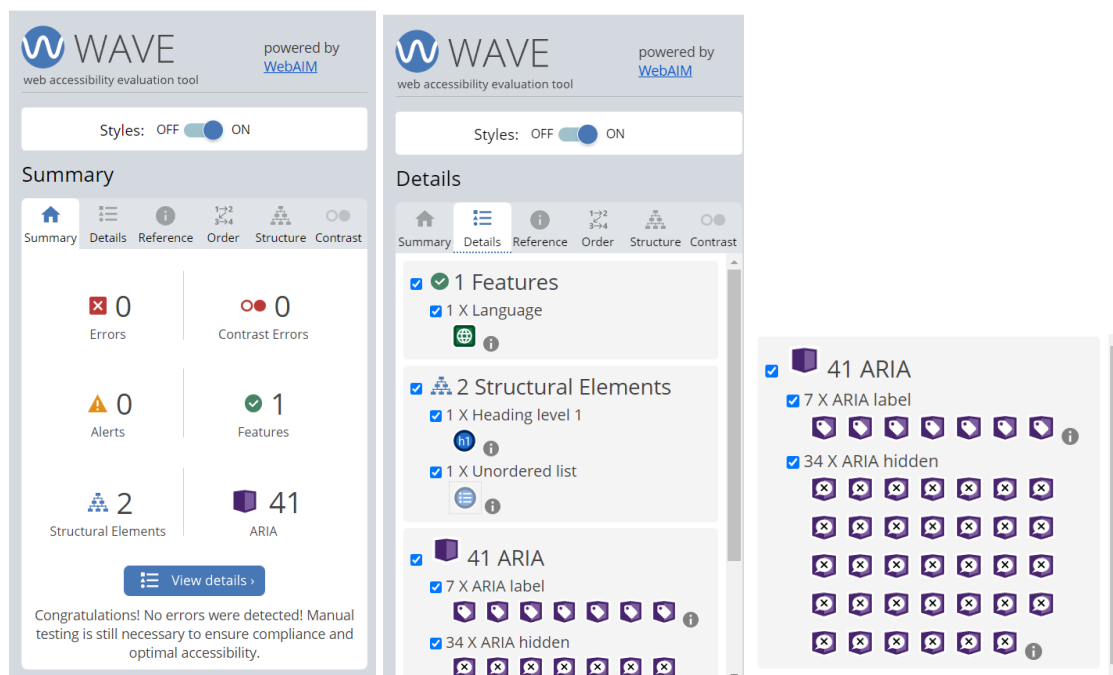 WAVE
powered by
WebAIM
web accessibility evaluation tool
Styles: OFF ON
Summary
Summary Details Reference Order Structure Contrast
0
Errors
0
Contrast Errors
0
Alerts
1
Features
2
Structural Elements
41
ARIA
View details ›
Congratulations! No errors were detected! Manual
testing is still necessary to ensure compliance and
optimal accessibility.
WAVE
powered by
WebAIM
web accessibility evaluation tool
Styles: OFF ON
Details
Summary Details Reference Order Structure Contrast
1 Features
1 X Language
2 Structural Elements
1 X Heading level 1
h1
1 X Unordered list
41 ARIA
7 X ARIA label
34 X ARIA hidden
41 ARIA
7 X ARIA label
34 X ARIA hidden